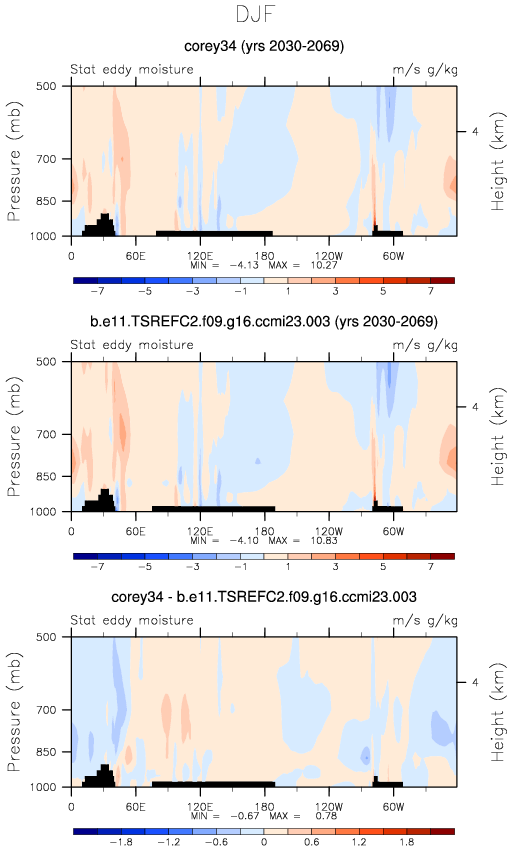 DJF
corey34 (yrs 2030-2069)
Stat eddy moisture m/s g/kg
500
700
850
1000
Pressure (mb)
4
Height (km)
0 60E 120E 180 120W 60W
MIN = -4.13 MAX = 10.27
-7 -5 -3 -1 1 3 5 7
b.e11.TSREFC2.f09.g16.ccmi23.003 (yrs 2030-2069)
Stat eddy moisture m/s g/kg
500
700
850
1000
Pressure (mb)
4
Height (km)
0 60E 120E 180 120W 60W
MIN = -4.10 MAX = 10.83
-7 -5 -3 -1 1 3 5 7
corey34 - b.e11.TSREFC2.f09.g16.ccmi23.003
Stat eddy moisture m/s g/kg
500
700
850
1000
Pressure (mb)
4
Height (km)
0 60E 120E 180 120W 60W
MIN = -0.67 MAX = 0.78
-1.8 -1.2 -0.6 0 0.6 1.2 1.8